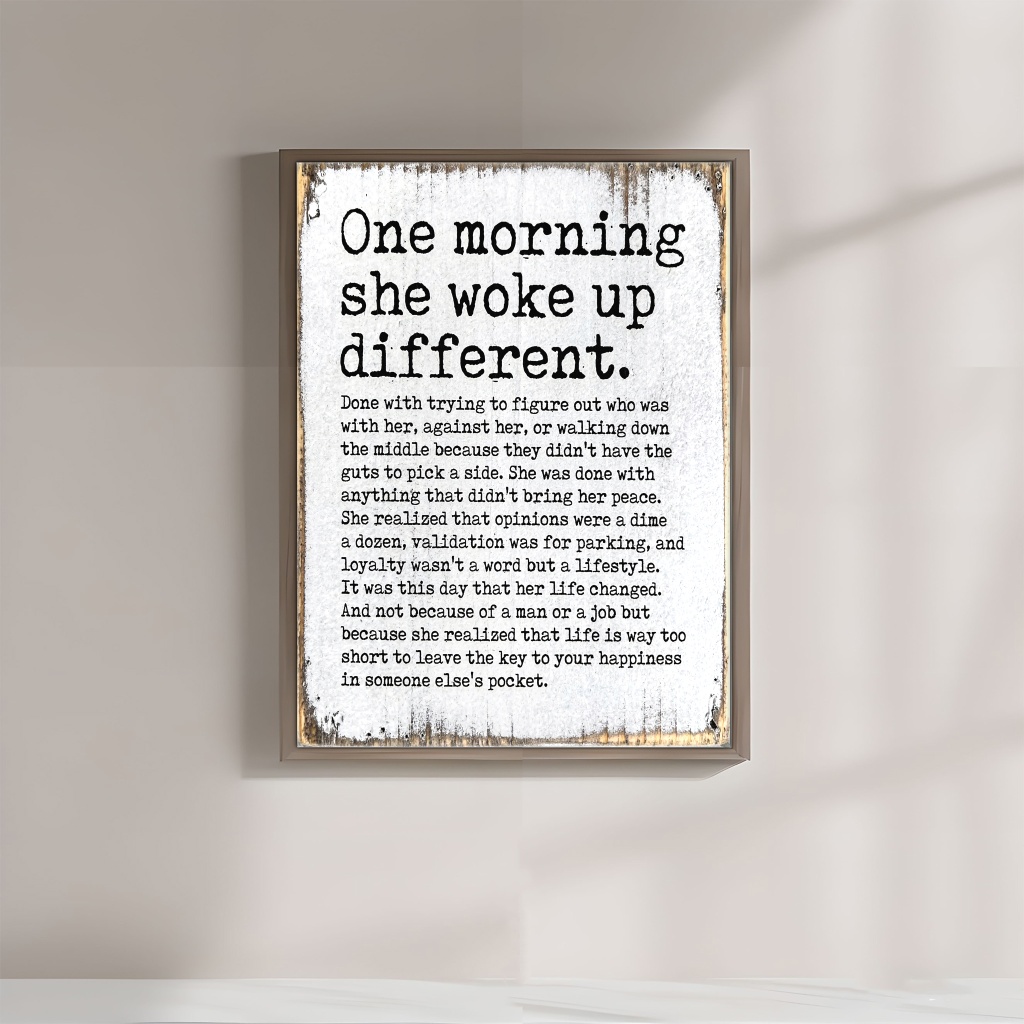 One morning
she woke up
different.
Done with trying to figure out who was
with her, against her, or walking down
the middle because they didn't have the
guts to pick a side. She was done with
anything that didn't bring her peace.
She realized that opinions were a dime
a dozen, validation was for parking, and
loyalty wasn't a word but a lifestyle.
It was this day that her life changed.
And not because of a man or a job but
because she realized that life is way too
short to leave the key to your happiness
in someone else's pocket.